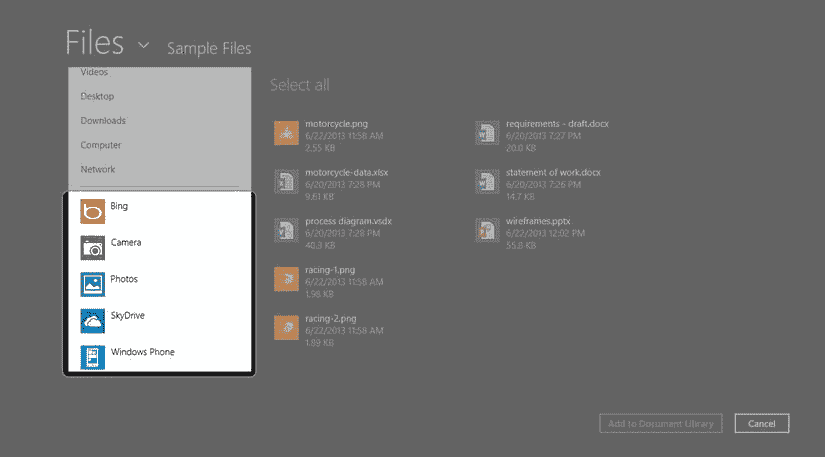 Files Sample Files
Videos
Desktop
Downloads
Computer
Network
Bing
Camera
Photos
SkyDrive
Windows Phone
Select all
motorcycle.png
6/22/2013 11:58 AM
2.55 KB
motorcycle-data.xlsx
6/20/2013 7:28 PM
9.61 KB
process diagram.vsdx
6/20/2013 7:28 PM
40.3 KB
racing-1.png
6/22/2013 11:58 AM
1.98 KB
racing-2.png
6/22/2013 11:58 AM
1.89 KB
requirements - draft.docx
6/20/2013 7:27 PM
20.0 KB
statement of work.docx
6/20/2013 7:26 PM
14.7 KB
wireframes.pptx
6/22/2013 12:02 PM
55.8 KB
Add to Document Library
Cancel